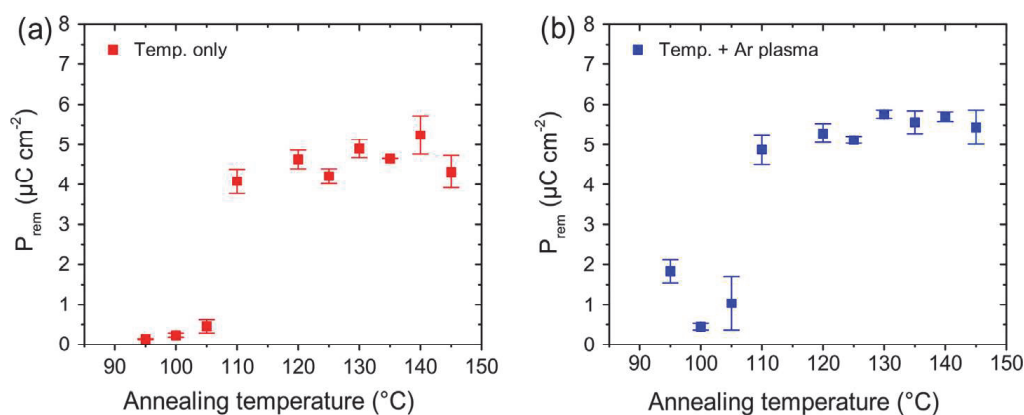 (a)
Temp. only
8
7
6
5
4
3
2
1
0
P_rem (µC cm⁻²)
90 100 110 120 130 140 150
Annealing temperature (°C)
(b)
Temp. + Ar plasma
8
7
6
5
4
3
2
1
0
P_rem (µC cm⁻²)
90 100 110 120 130 140 150
Annealing temperature (°C)